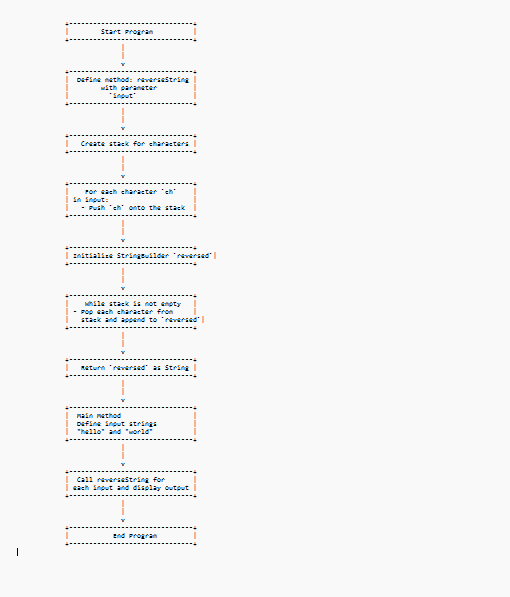 Start Program
Define method: reverseString
with parameter
`input`
Create stack for characters
For each character `ch`
in input:
- Push `ch` onto the stack
Initialize StringBuilder `reversed`
While stack is not empty
- Pop each character from
stack and append to `reversed`
Return `reversed` as String
Main Method
Define input strings
"hello" and "world"
Call reverseString for
each input and display output
End Program